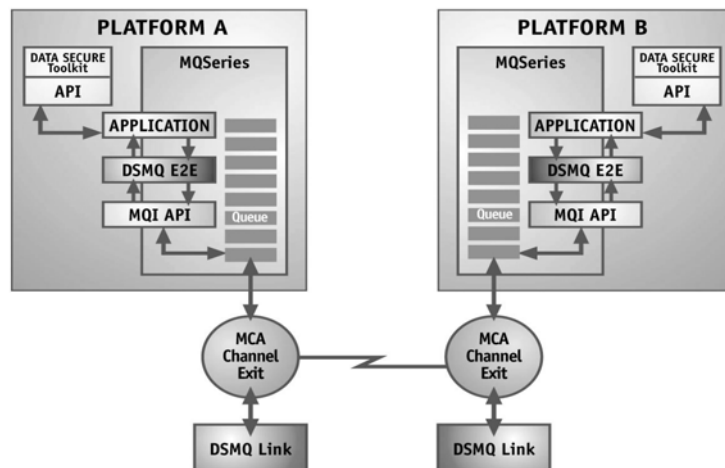 PLATFORM A
DATA SECURE
Toolkit
API
MQSeries
APPLICATION
DSMQ E2E
MQI API
Queue
PLATFORM B
MQSeries
DATA SECURE
Toolkit
API
APPLICATION
DSMQ E2E
MQI API
Queue
MCA
Channel
Exit
MCA
Channel
Exit
DSMQ Link
DSMQ Link